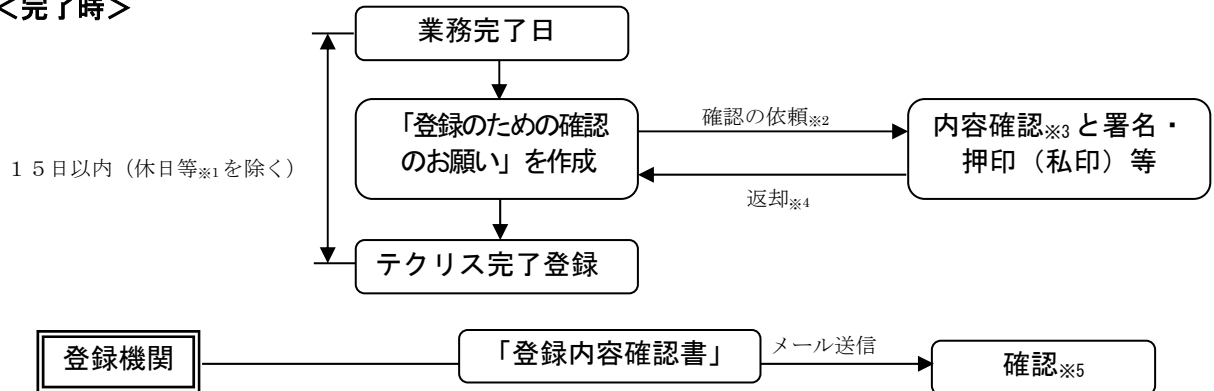 ＜完了時＞
業務完了日
「登録のための確認
のお願い」を作成
確認の依頼※2
内容確認※3と署名・
押印（私印）等
１５日以内（休日等※1を除く）
返却※4
テクリス完了登録
登録機関
「登録内容確認書」
メール送信
確認※5